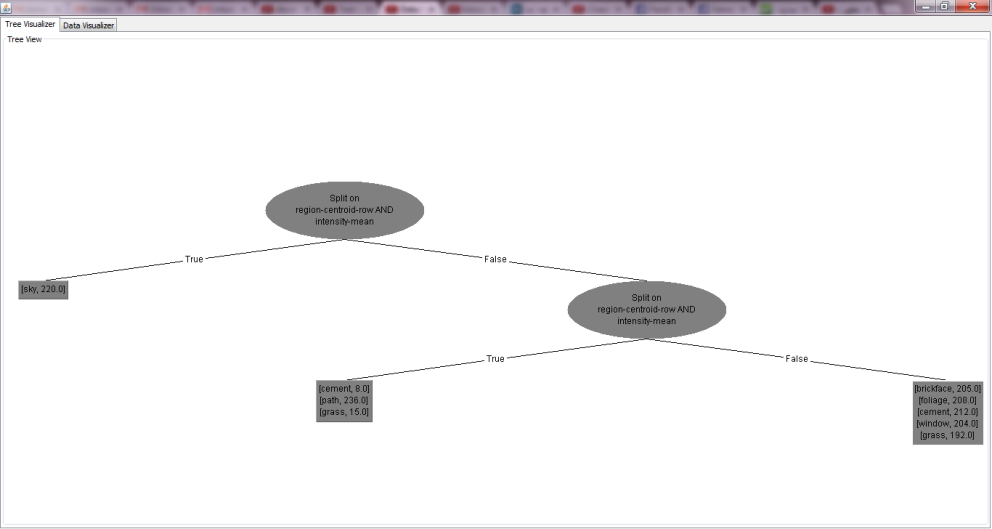 Tree Visualizer
Data Visualizer
Tree View
Split on
region-centroid-row AND
intensity-mean
True
False
[sky, 220.0]
Split on
region-centroid-row AND
intensity-mean
True
False
[cement, 8.0]
[path, 236.0]
[grass, 15.0]
[brickface, 205.0]
[foliage, 208.0]
[cement, 212.0]
[window, 204.0]
[grass, 192.0]